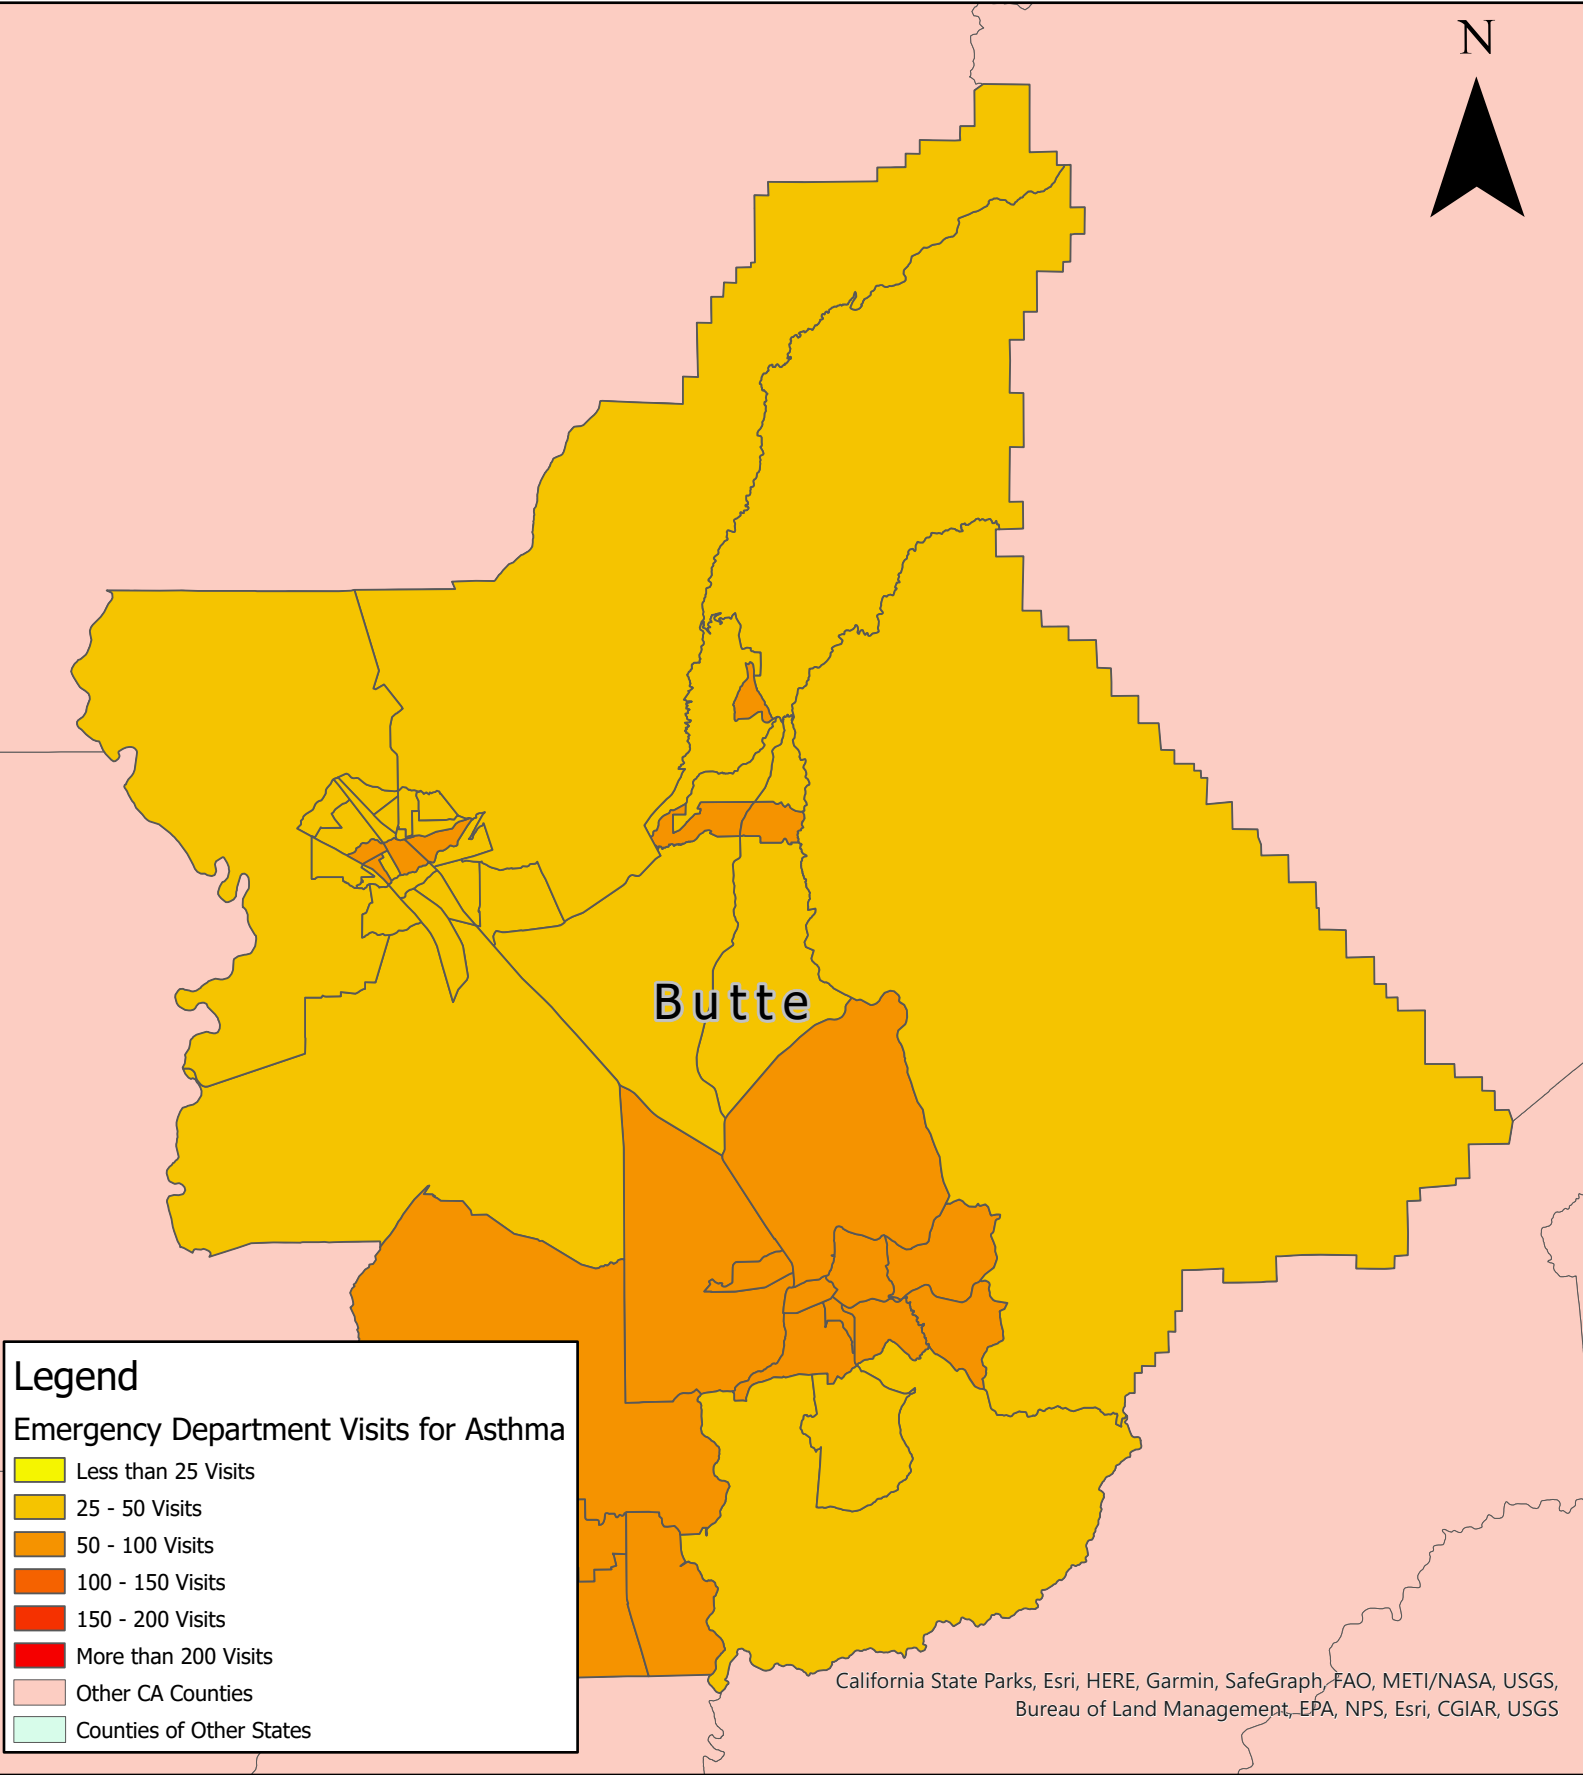 N
Butte
Legend
Emergency Department Visits for Asthma
Less than 25 Visits
25 - 50 Visits
50 - 100 Visits
100 - 150 Visits
150 - 200 Visits
More than 200 Visits
Other CA Counties
Counties of Other States
California State Parks, Esri, HERE, Garmin, SafeGraph, FAO, METI/NASA, USGS,
Bureau of Land Management, EPA, NPS, Esri, CGIAR, USGS